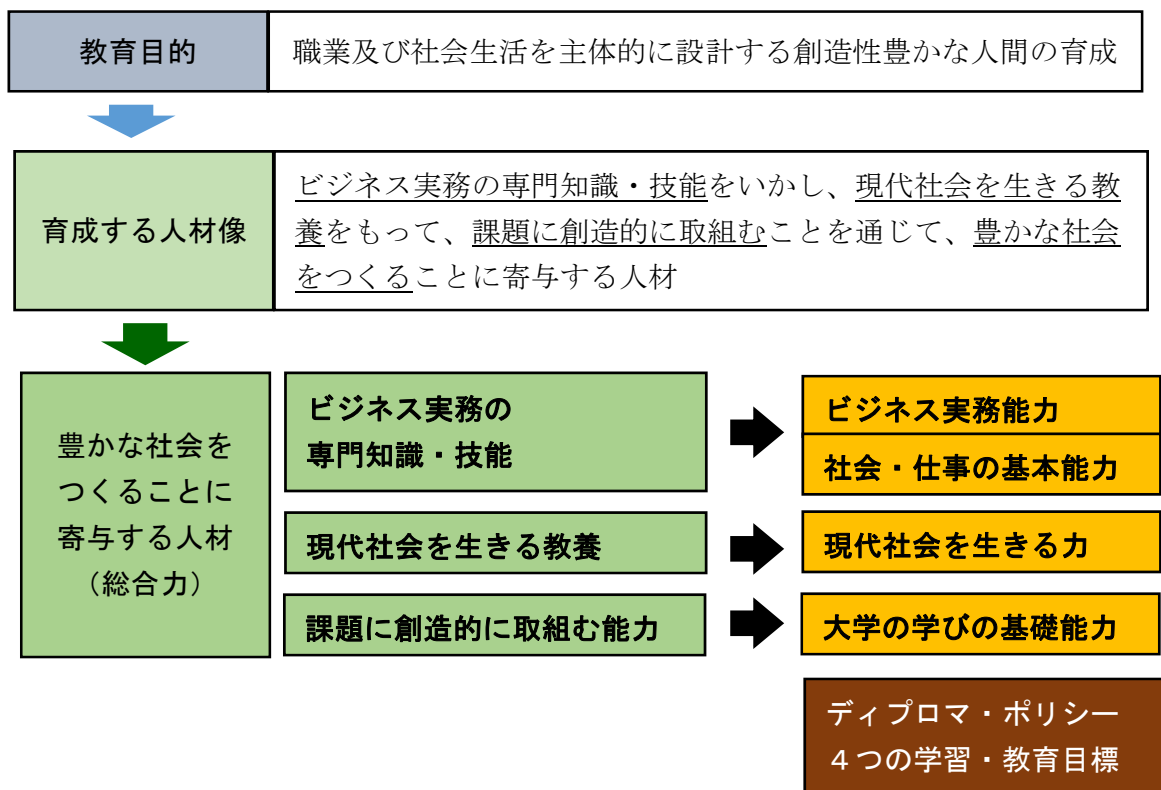 教育目的
職業及び社会生活を主体的に設計する創造性豊かな人間の育成
育成する人材像
ビジネス実務の専門知識・技能をいかし、現代社会を生きる教
養をもって、課題に創造的に取組むことを通じて、豊かな社会
をつくることに寄与する人材
豊かな社会を
つくることに
寄与する人材
（総合力）
ビジネス実務の
専門知識・技能
ビジネス実務能力
社会・仕事の基本能力
現代社会を生きる教養
現代社会を生きる力
課題に創造的に取組む能力
大学の学びの基礎能力
ディプロマ・ポリシー
４つの学習・教育目標